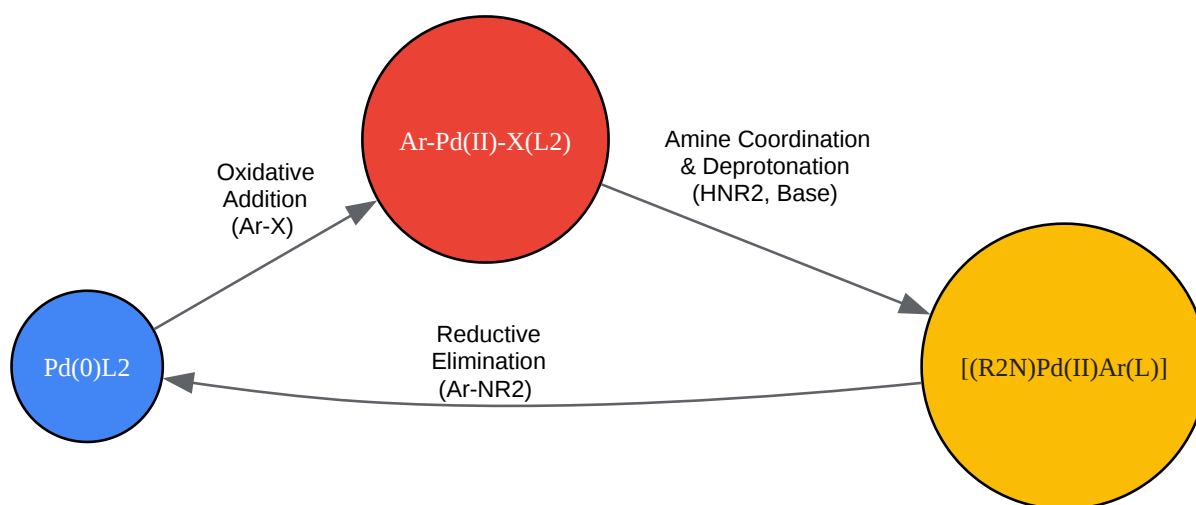 Ar-Pd(II)-X(L2)
Oxidative
Addition
(Ar-X)
Amine Coordination
& Deprotonation
(HNR2, Base)
Pd(0)L2
Reductive
Elimination
(Ar-NR2)
[(R2N)Pd(II)Ar(L)]